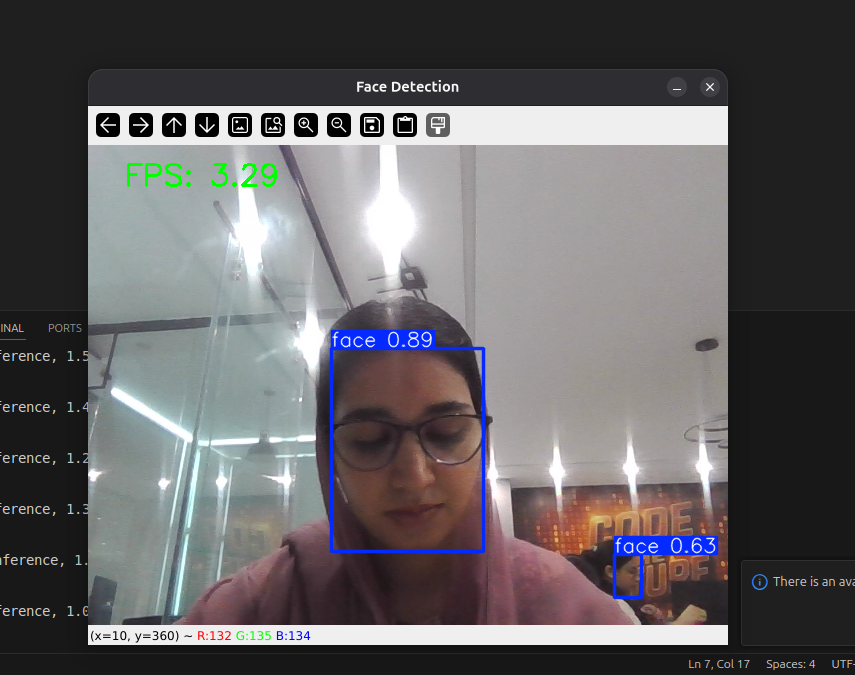 Face Detection
FPS: 3.29
INAL PORTS
ference, 1.5
ference, 1.4
ference, 1.2
ference, 1.3
nference, 1.
ference, 1.0
face 0.89
CODE
face 0.63
(x=10, y=360) ~ R:132 G:135 B:134
There is an ava
Ln 7, Col 17 Spaces: 4 UTF-